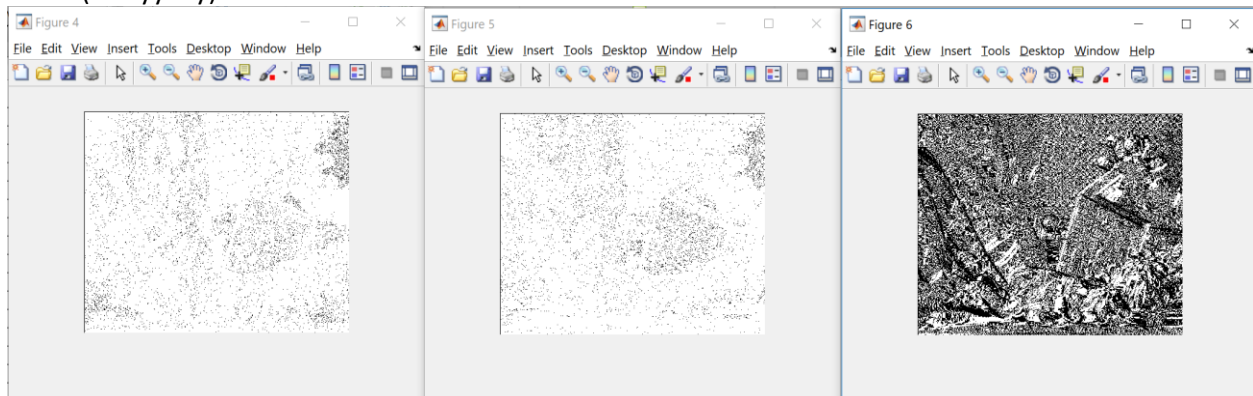 Figure 4
File Edit View Insert Tools Desktop Window Help
Figure 5
File Edit View Insert Tools Desktop Window Help
Figure 6
File Edit View Insert Tools Desktop Window Help